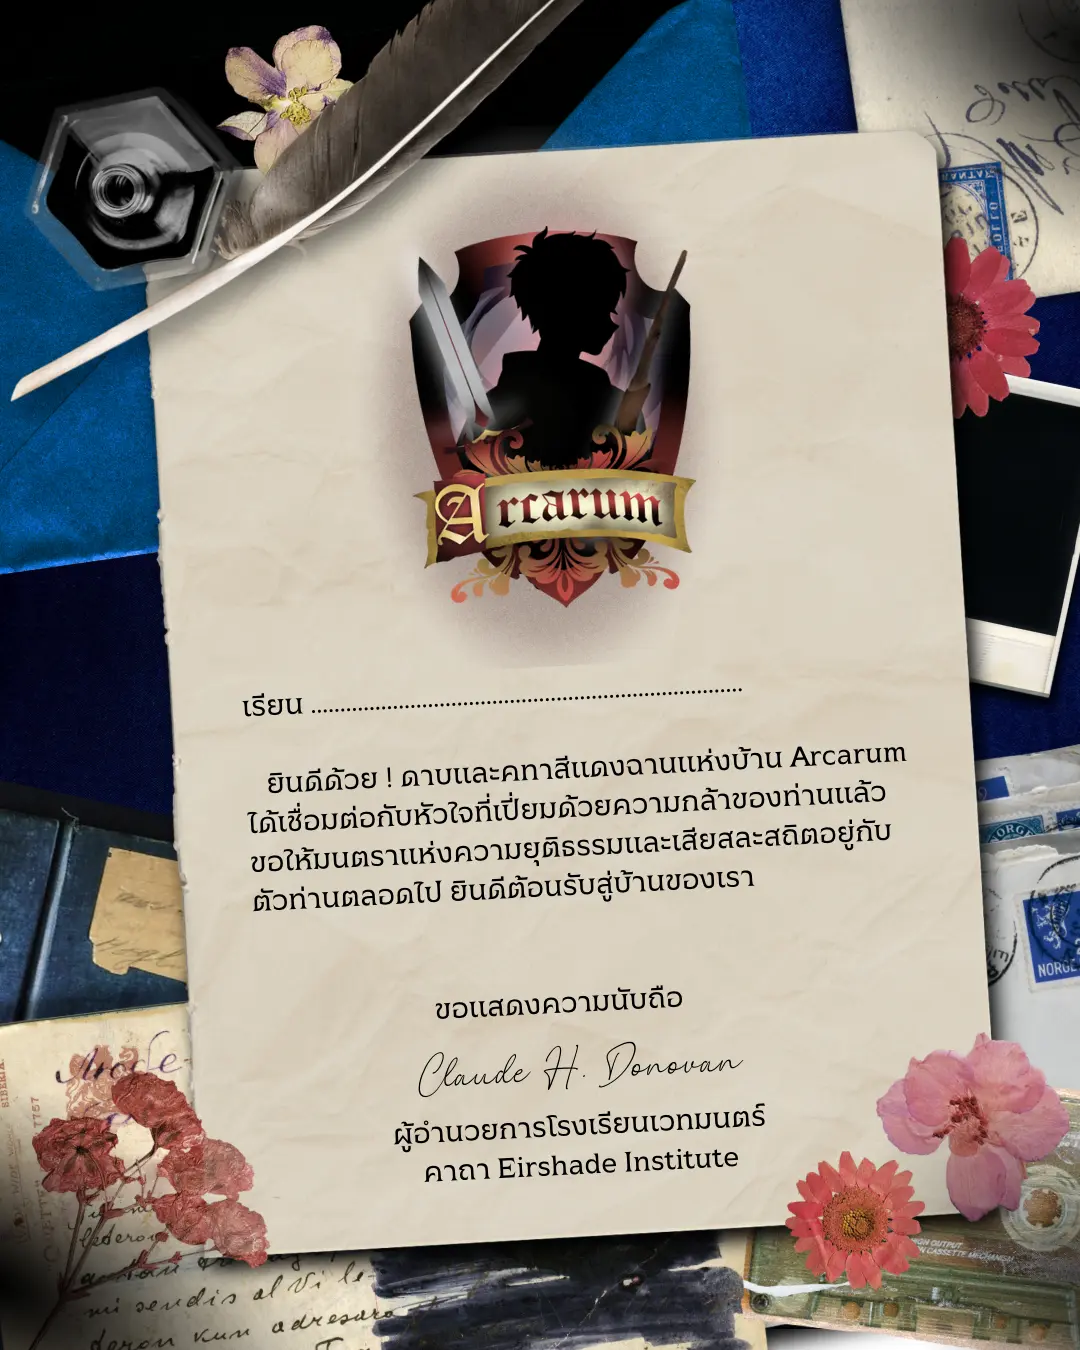 Arcarum
เรียน ..........................................................................
ยินดีด้วย ! ดาบและคทาสีแดงฉานแห่งบ้าน Arcarum
ได้เชื่อมต่อกับหัวใจที่เปี่ยมด้วยความกล้าของท่านแล้ว
ขอให้มนตราแห่งความยุติธรรมและเสียสละสถิตอยู่กับ
ตัวท่านตลอดไป ยินดีต้อนรับสู่บ้านของเรา
ขอแสดงความนับถือ
Claude H. Donovan
ผู้อำนวยการโรงเรียนเวทมนตร์
คาถา Eirshade Institute
NORGE
mi sendis al vi le-
deron kun adresara